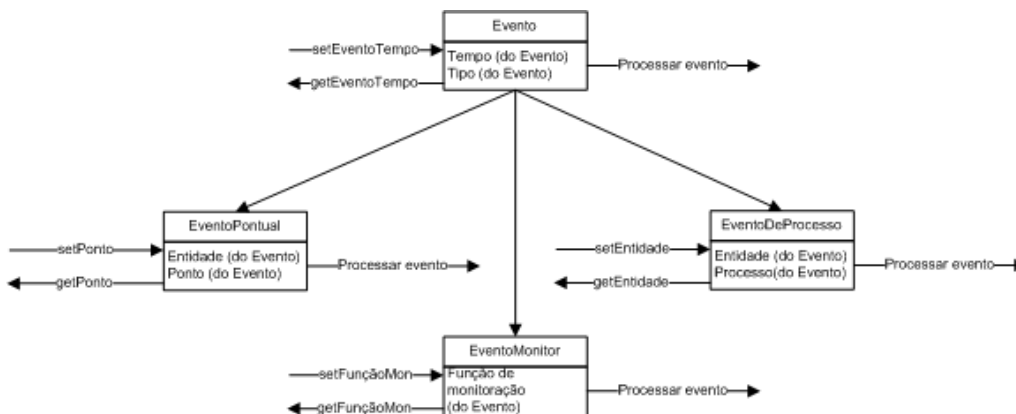 Evento
setEventoTempo
Tempo (do Evento)
Processar evento
Tipo (do Evento)
getEventoTempo
EventoPontual
EventoDeProcesso
setPonto
Entidade (do Evento)
Processar evento
Ponto (do Evento)
getPonto
setEntidade
Entidade (do Evento)
Processar evento
Processo(do Evento)
getEntidade
EventoMonitor
setFunçãoMon
Função de
monitoração
Processar evento
(do Evento)
getFunçãoMon